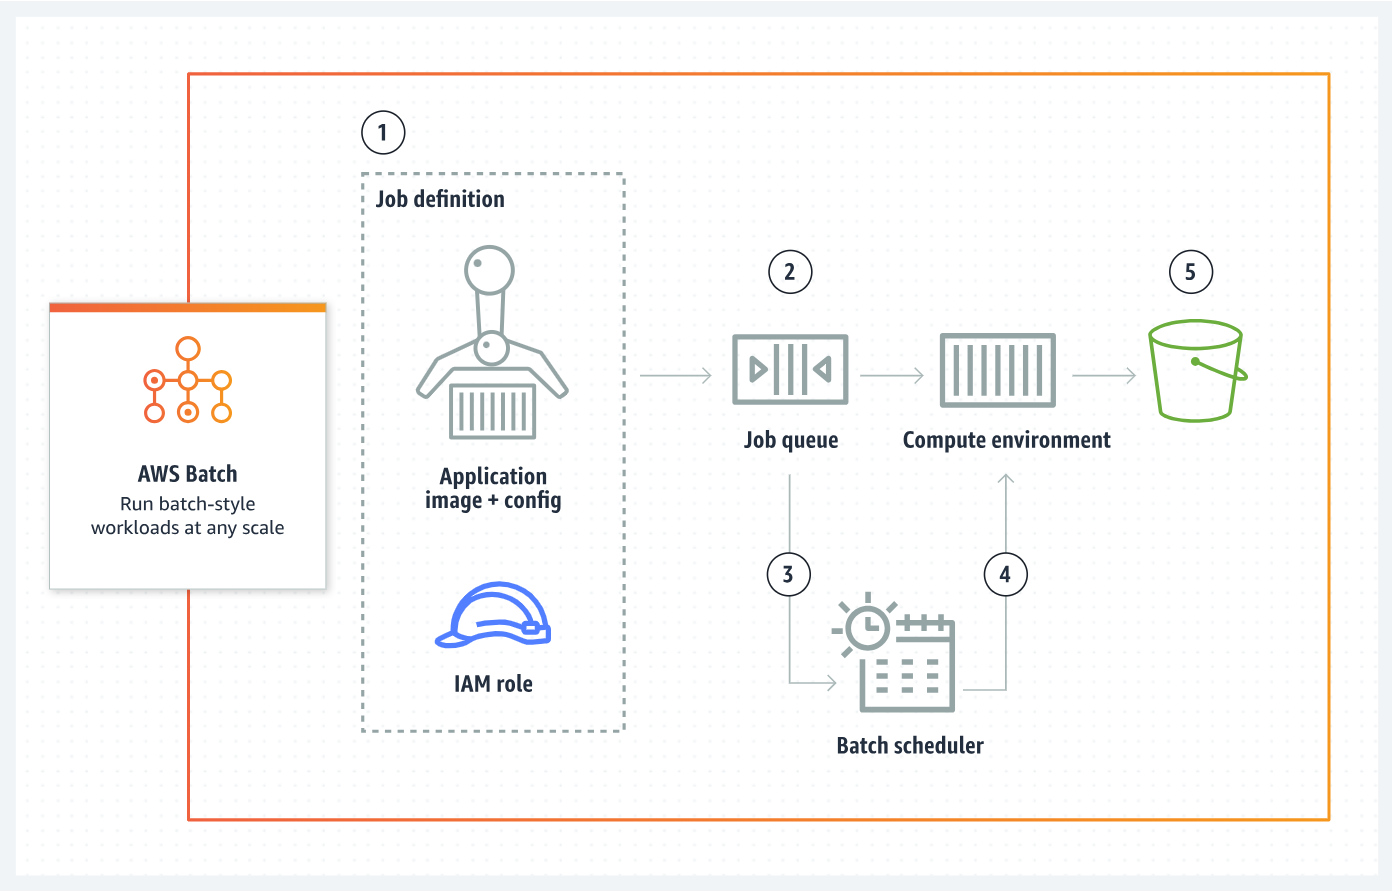 AWS Batch
Run batch-style
workloads at any scale
1
Job definition
Application
image + config
IAM role
2
Job queue
Compute environment
5
3
4
Batch scheduler